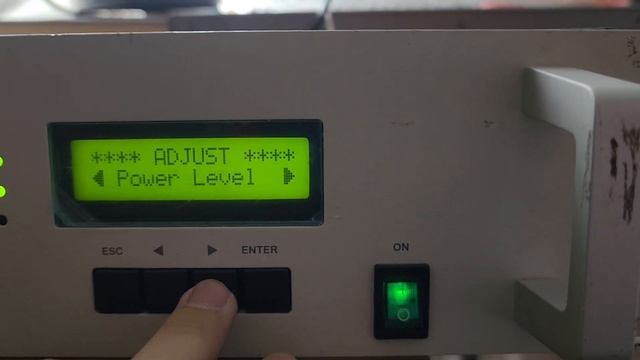 **** ADJUST ****
◀ Power Level ▶
ESC ◀ ▶ ENTER
ON